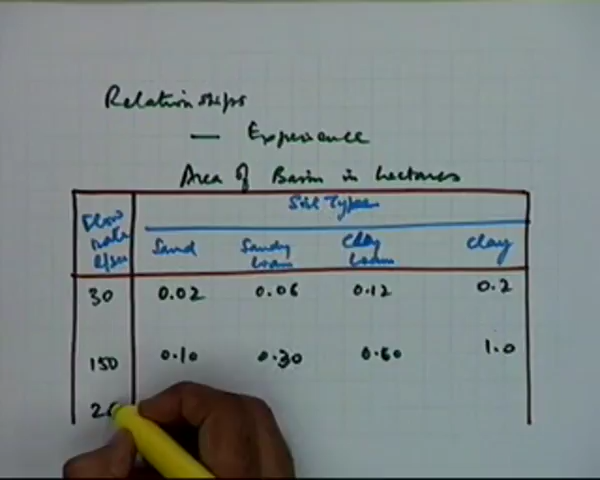 Relationships
— Experience
Area of Basin in hectares
Flow rate l/sec
Soil Types
Sand Sandy loam Clay loam Clay
30 0.02 0.06 0.12 0.2
150 0.10 0.30 0.60 1.0